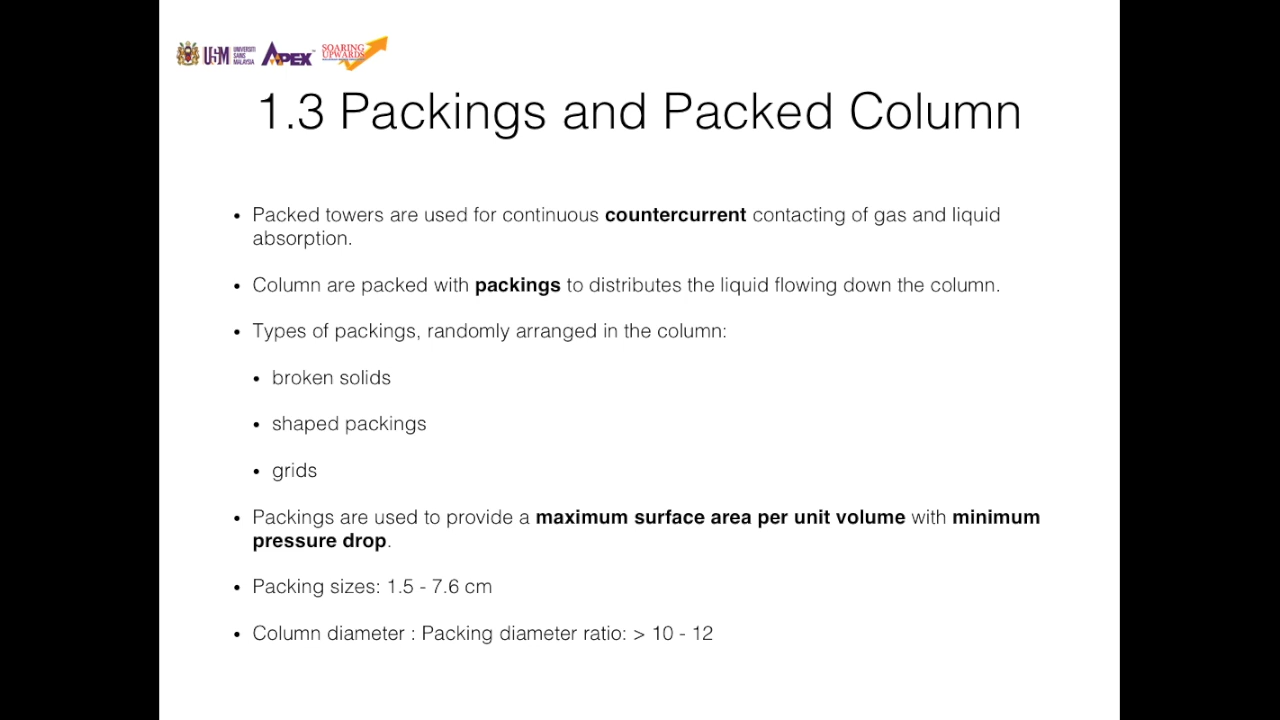 USM UNIVERSITI SAINS MALAYSIA APEX™ SOARING UPWARDS
1.3 Packings and Packed Column
• Packed towers are used for continuous countercurrent contacting of gas and liquid
absorption.
• Column are packed with packings to distributes the liquid flowing down the column.
• Types of packings, randomly arranged in the column:
• broken solids
• shaped packings
• grids
• Packings are used to provide a maximum surface area per unit volume with minimum
pressure drop.
• Packing sizes: 1.5 - 7.6 cm
• Column diameter : Packing diameter ratio: > 10 - 12